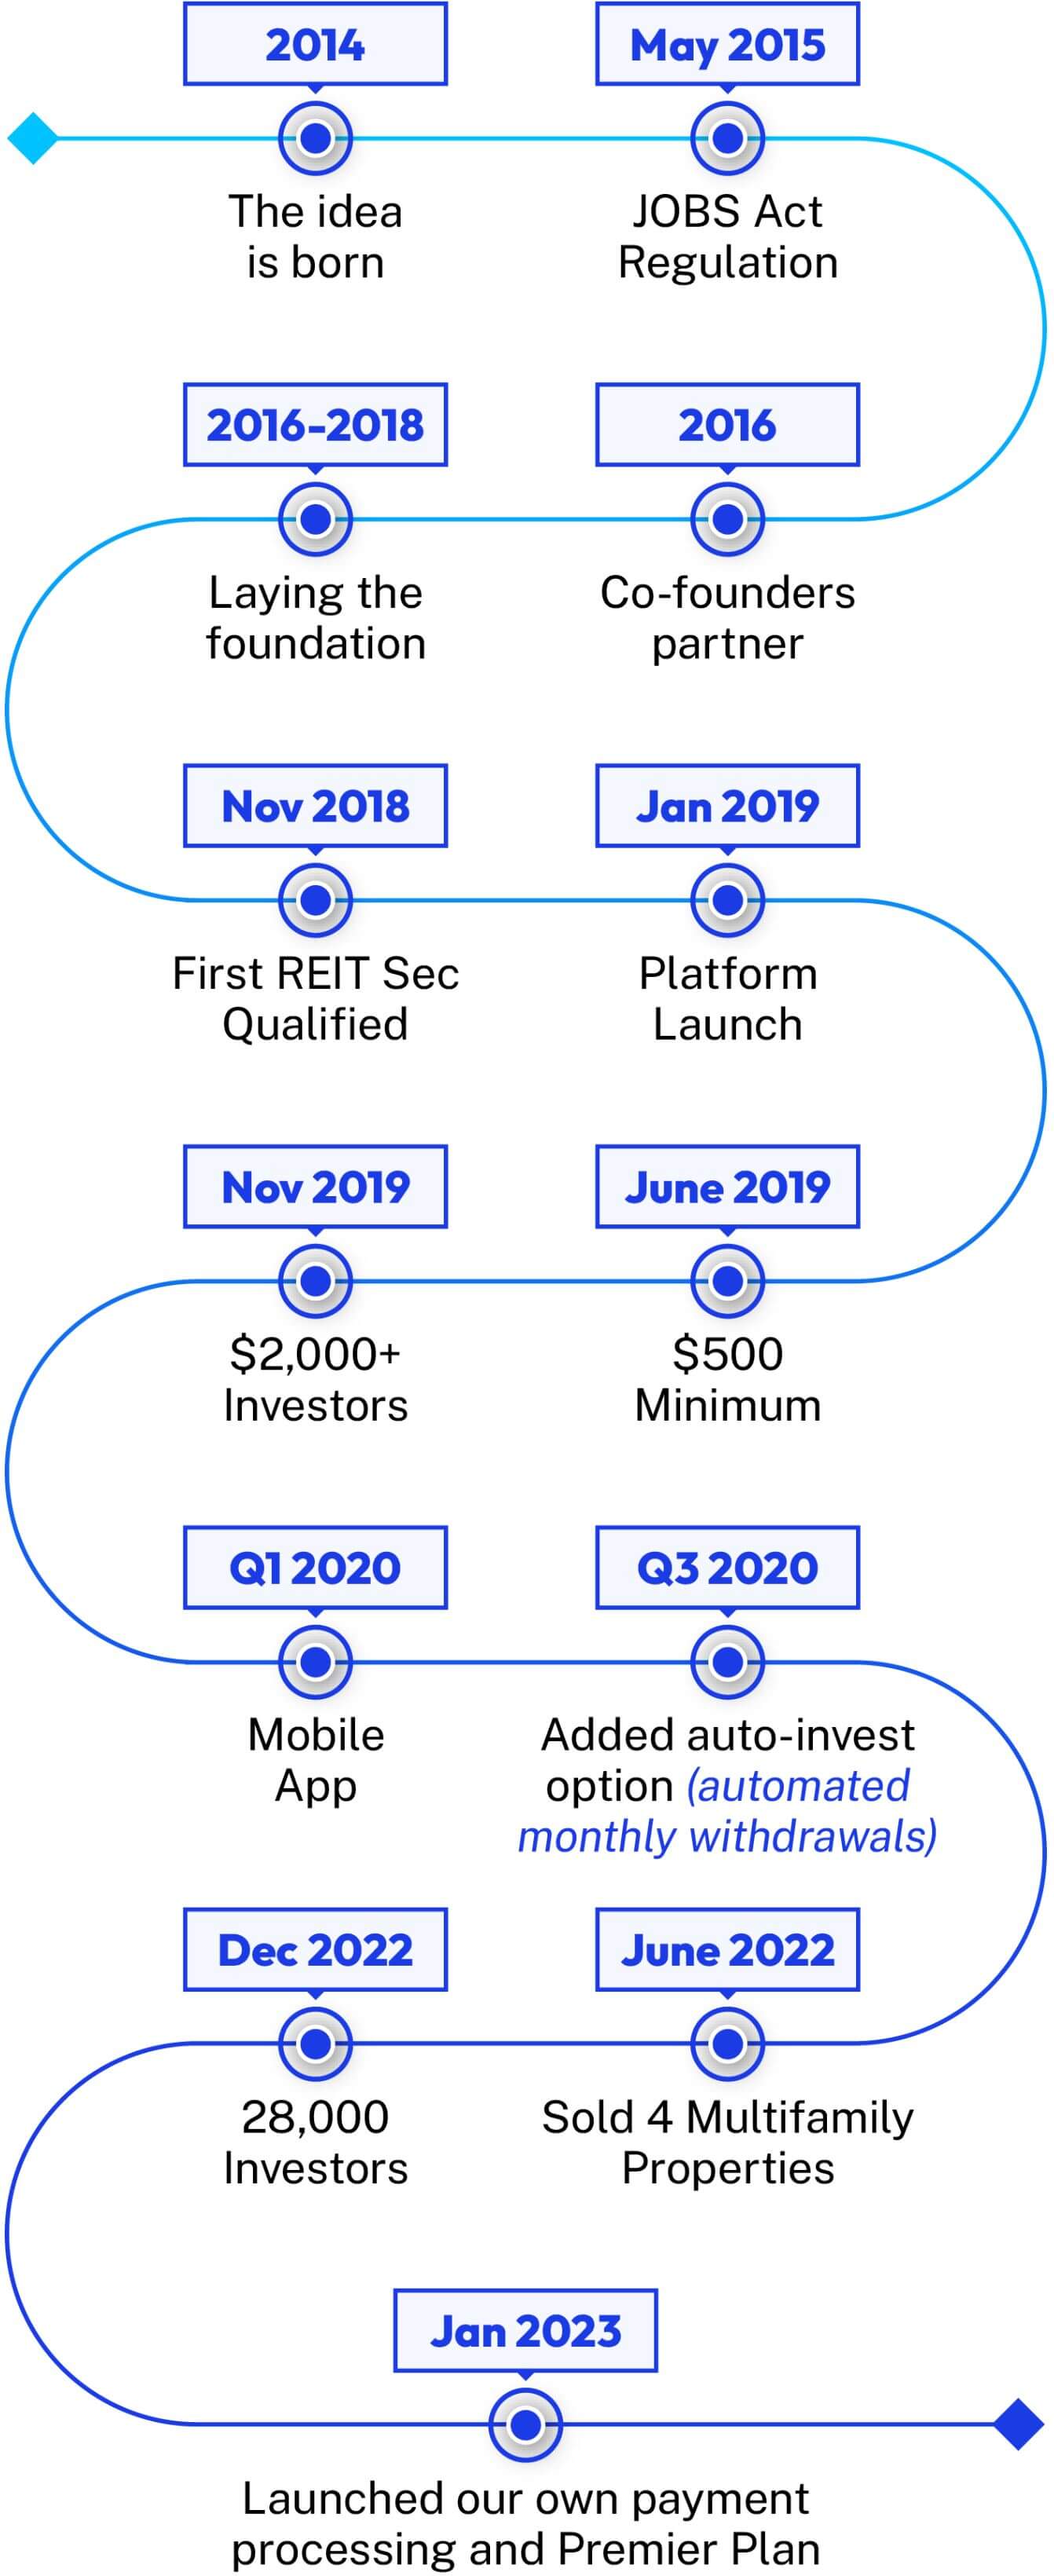 2014
The idea
is born
May 2015
JOBS Act
Regulation
2016
Co-founders
partner
2016-2018
Laying the
foundation
Nov 2018
First REIT Sec
Qualified
Jan 2019
Platform
Launch
June 2019
$500
Minimum
Nov 2019
$2,000+
Investors
Q1 2020
Mobile
App
Q3 2020
Added auto-invest
option (automated
monthly withdrawals)
June 2022
Sold 4 Multifamily
Properties
Dec 2022
28,000
Investors
Jan 2023
Launched our own payment
processing and Premier Plan